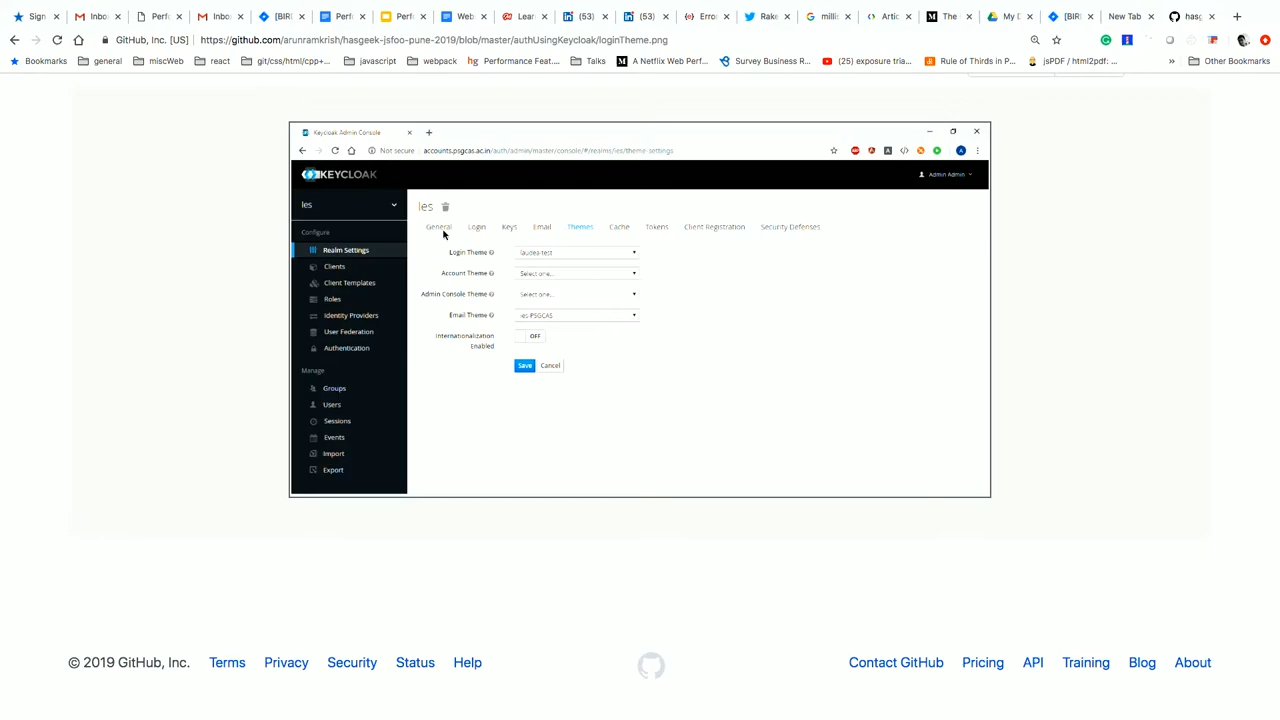 Sign
Inbo
Perfo
Inbo
[BIR
Perfo
Perfo
Web
Lear
(53)
(53)
Erro
Rake
milli
Artic
The
My D
[BIR
New Tab
hasg
GitHub, Inc. [US]
https://github.com/arunramkrish/hasgeek-jsfoo-pune-2019/blob/master/authUsingKeycloak/loginTheme.png
Bookmarks
general
miscWeb
react
git/css/html/cpp+...
javascript
webpack
Performance Feat....
Talks
A Netflix Web Perf...
Survey Business R...
(25) exposure tria...
Rule of Thirds in P...
jsPDF / html2pdf: ...
»
Other Bookmarks
Keycloak Admin Console
Not secure
accounts.psgcas.ac.in/auth/admin/master/console/#/realms/ies/theme-settings
KEYCLOAK
Admin Admin
Ies
Ies
General
Login
Keys
Email
Themes
Cache
Tokens
Client Registration
Security Defenses
Configure
Realm Settings
Clients
Client Templates
Roles
Identity Providers
User Federation
Authentication
Manage
Groups
Users
Sessions
Events
Import
Export
Login Theme
laudea-test
Account Theme
Select one...
Admin Console Theme
Select one...
Email Theme
ies-PSGCAS
Internationalization
Enabled
OFF
Save
Cancel
© 2019 GitHub, Inc.
Terms
Privacy
Security
Status
Help
Contact GitHub
Pricing
API
Training
Blog
About